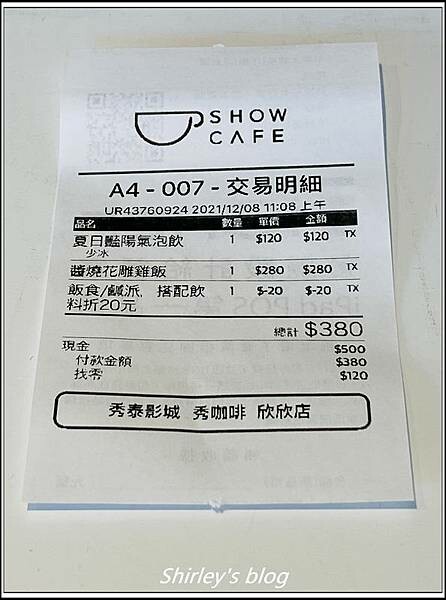 SHOW
CAFE
A4 - 007 - 交易明細
UR43760924 2021/12/08 11:08 上午
品名 數量 單價 金額
夏日豔陽氣泡飲 1 $120 $120 TX
少冰
醬燒花雕雞飯 1 $280 $280 TX
飯食/鹹派, 搭配飲 1 $-20 $-20 TX
料折20元
總計 $380
現金 $500
付款金額 $380
找零 $120
秀泰影城 秀咖啡 欣欣店
Shirley's blog